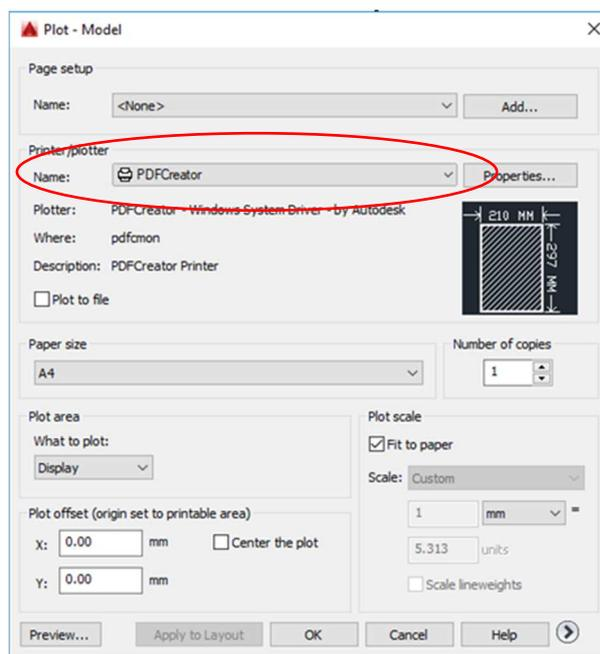 Plot - Model
Page setup
Name: <None> Add...
Printer/plotter
Name: PDFCreator Properties...
Plotter: PDFCreator - Windows System Driver - by Autodesk
Where: pdfcmon
Description: PDFCreator Printer
Plot to file
210 MM
297 MM
Paper size
A4
Number of copies
1
Plot area
What to plot:
Display
Plot scale
Fit to paper
Scale: Custom
1 mm =
5.313 units
Scale lineweights
Plot offset (origin set to printable area)
X: 0.00 mm Center the plot
Y: 0.00 mm
Preview... Apply to Layout OK Cancel Help